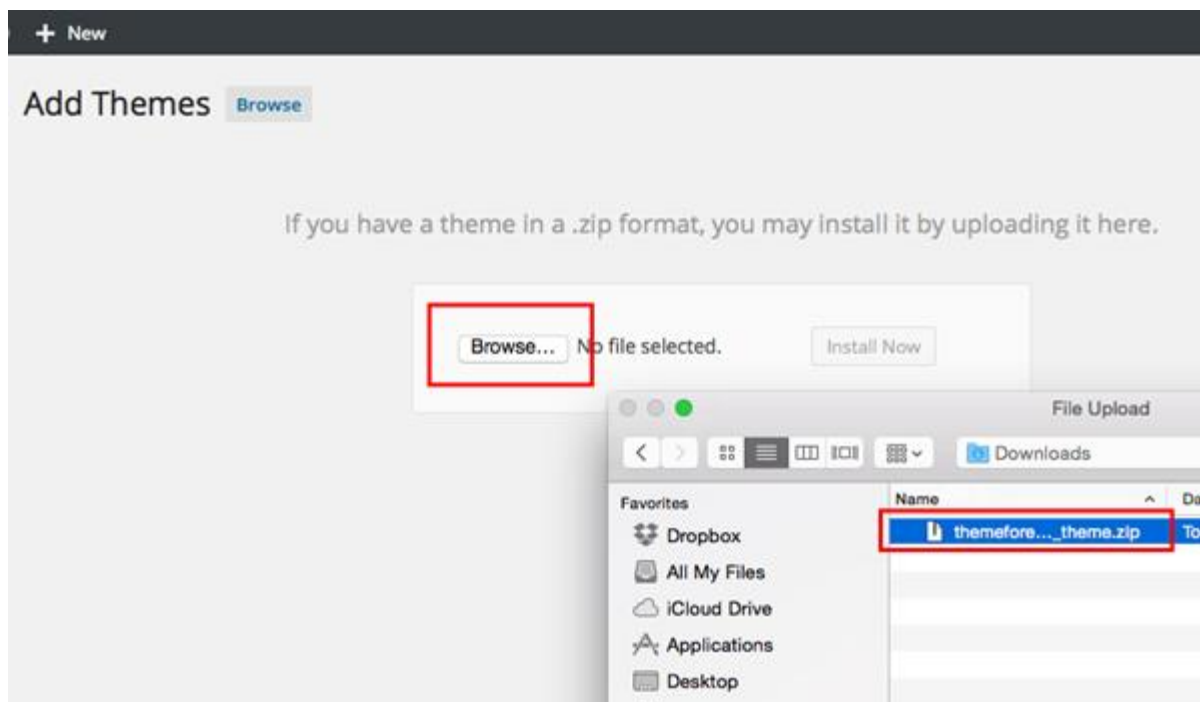 + New
Add Themes Browse
If you have a theme in a .zip format, you may install it by uploading it here.
Browse... No file selected. Install Now
File Upload
Downloads
Favorites
Name
Dropbox
themefore..._theme.zip
All My Files
iCloud Drive
Applications
Desktop